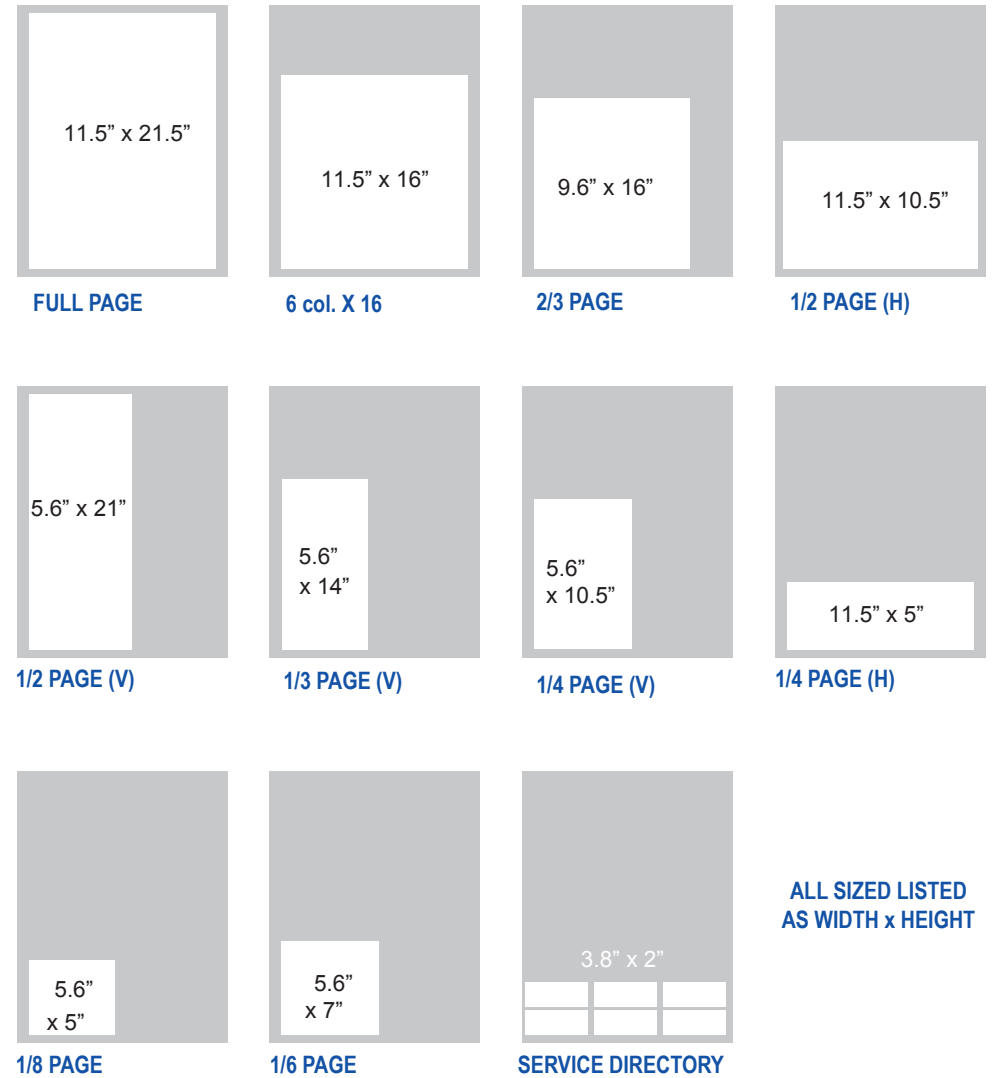 11.5” x 21.5”
FULL PAGE
11.5” x 16”
6 col. X 16
9.6” x 16”
2/3 PAGE
11.5” x 10.5”
1/2 PAGE (H)
5.6” x 21”
1/2 PAGE (V)
5.6”
x 14”
1/3 PAGE (V)
5.6”
x 10.5”
1/4 PAGE (V)
11.5” x 5”
1/4 PAGE (H)
5.6”
x 5”
1/8 PAGE
5.6”
x 7”
1/6 PAGE
3.8” x 2”
SERVICE DIRECTORY
ALL SIZED LISTED
AS WIDTH x HEIGHT